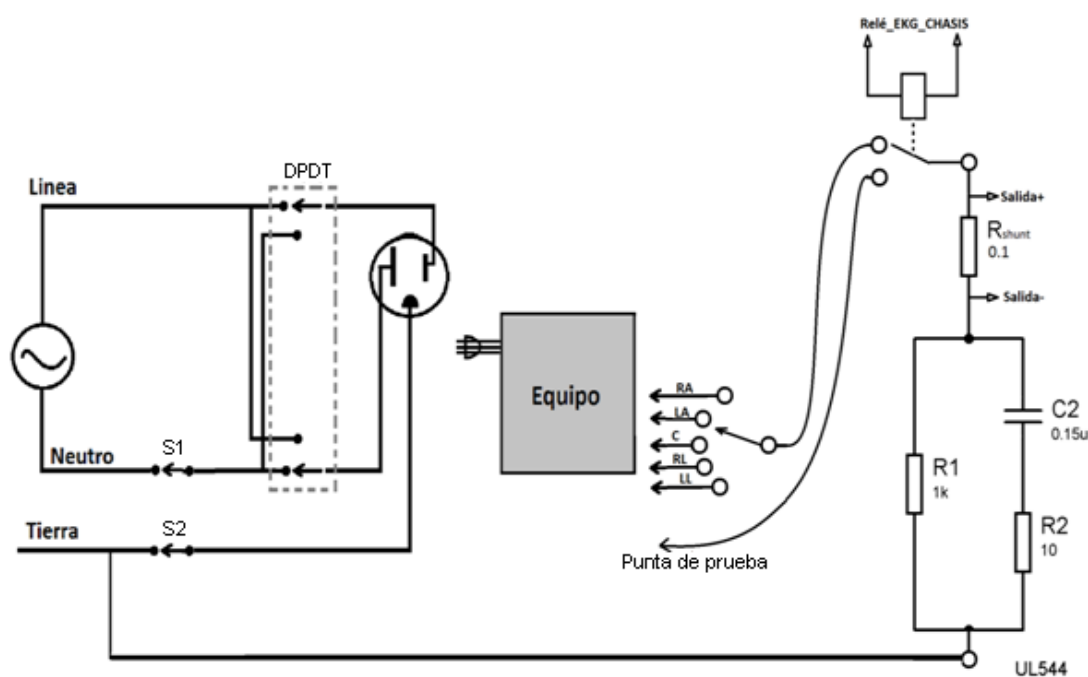 Relé_EKG_CHASIS
DPDT
Linea
Salida+
Rshunt
0.1
Salida-
Equipo
RA
LA
C
RL
LL
C2
0.15u
S1
Neutro
R1
1k
S2
Tierra
R2
10
Punta de prueba
UL544